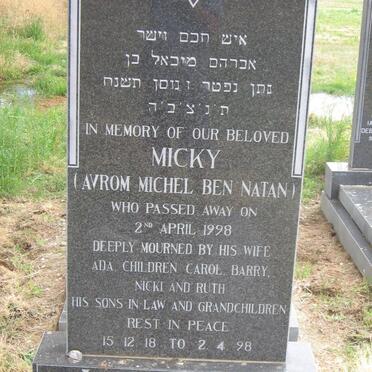 איש חכם וישר
אברהם מיכאל בן
נתן נפטר ו ניסן תשנח
ת׳נ׳צ׳ב׳ה
IN MEMORY OF OUR BELOVED
MICKY
(AVROM MICHEL BEN NATAN)
WHO PASSED AWAY ON
2ND APRIL 1998
DEEPLY MOURNED BY HIS WIFE
ADA, CHILDREN CAROL, BARRY,
NICKI AND RUTH
HIS SONS IN LAW AND GRANDCHILDREN
REST IN PEACE
15.12.18. TO 2.4.98